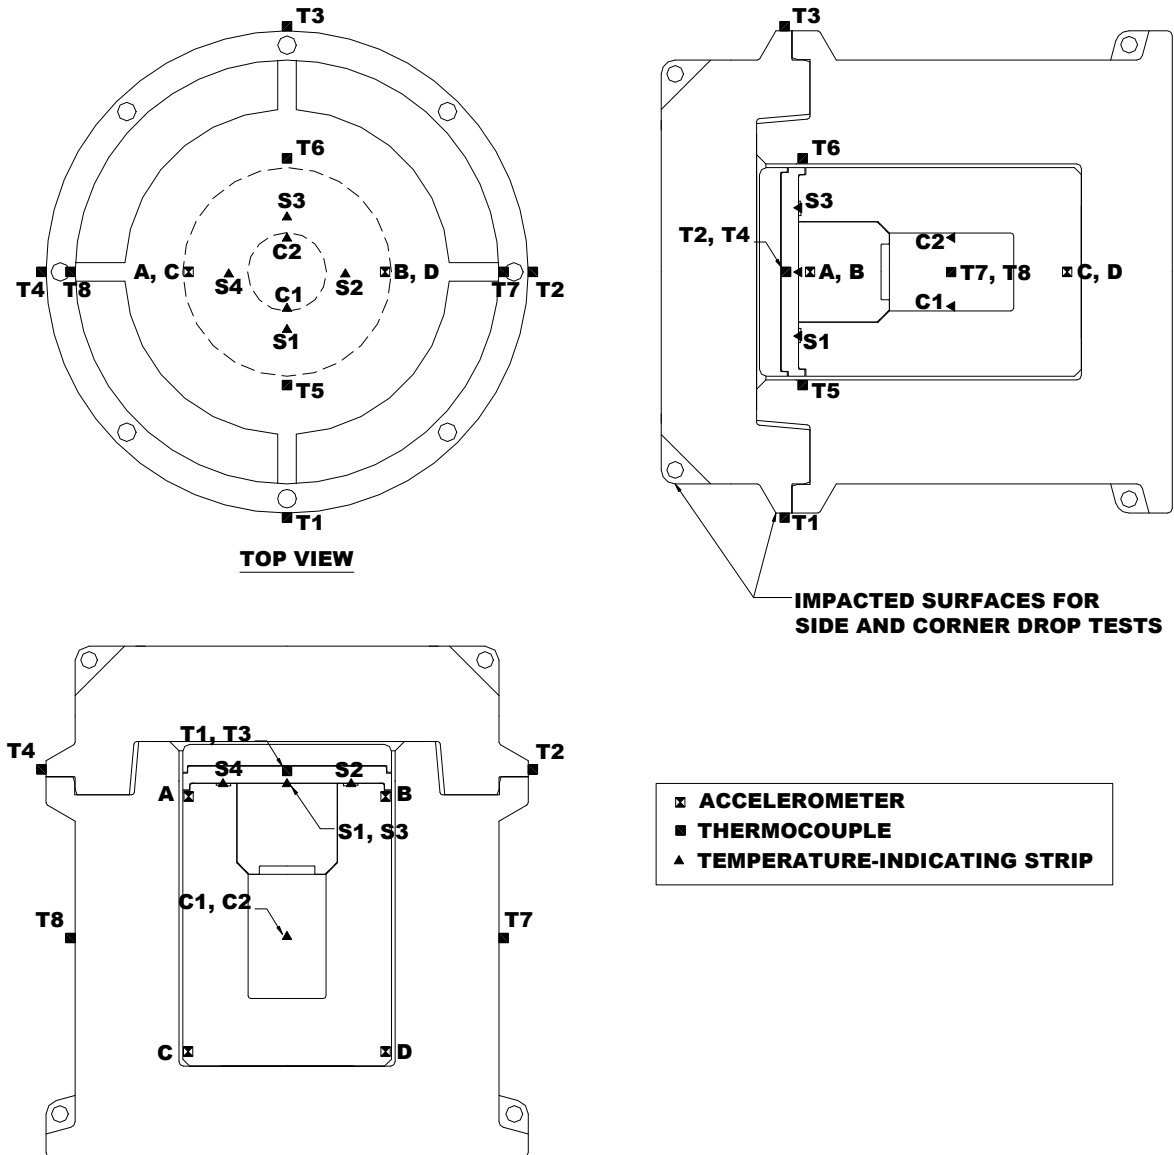 T3
T6
S3
C2
A, C
B, D
S4
S2
T4
T8
T7
T2
C1
S1
T5
T1
TOP VIEW
T3
T6
S3
T2, T4
C2
A, B
T7, T8
C, D
C1
S1
T5
T1
IMPACTED SURFACES FOR
SIDE AND CORNER DROP TESTS
T1, T3
T4
T2
S4
S2
A
B
S1, S3
C1, C2
T8
T7
C
D
ACCELEROMETER
THERMOCOUPLE
TEMPERATURE-INDICATING STRIP